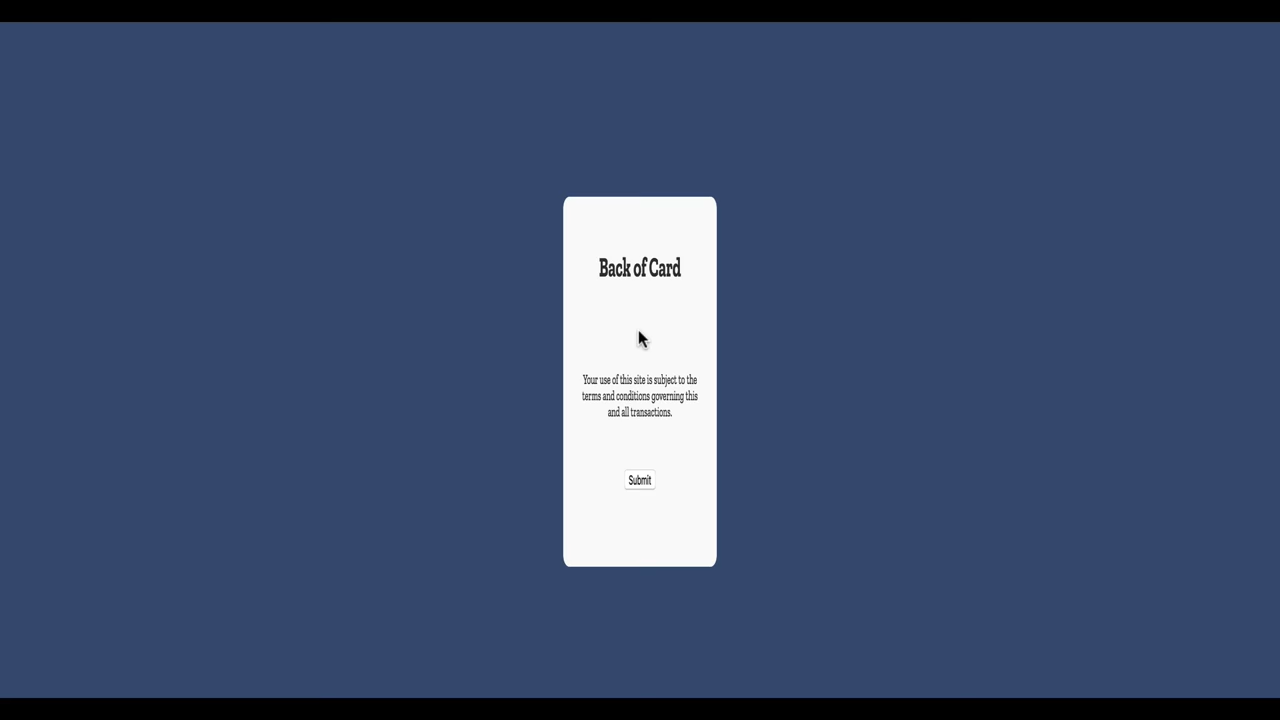 Back of Card
Your use of this site is subject to the
terms and conditions governing this
and all transactions.
Submit